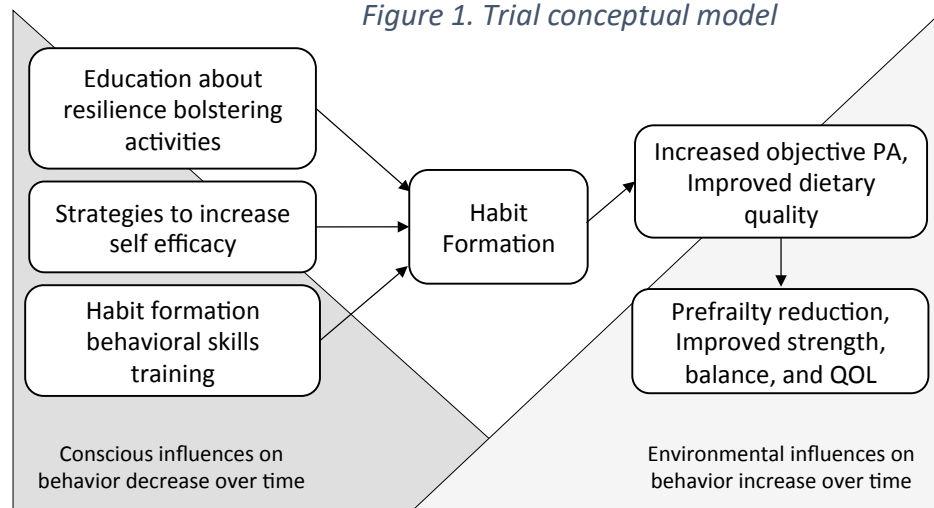 Figure 1. Trial conceptual model
Education about
resilience bolstering
activities
Strategies to increase
self efficacy
Habit formation
behavioral skills
training
Habit
Formation
Increased objective PA,
Improved dietary
quality
Prefrailty reduction,
Improved strength,
balance, and QOL
Conscious influences on
behavior decrease over time
Environmental influences on
behavior increase over time